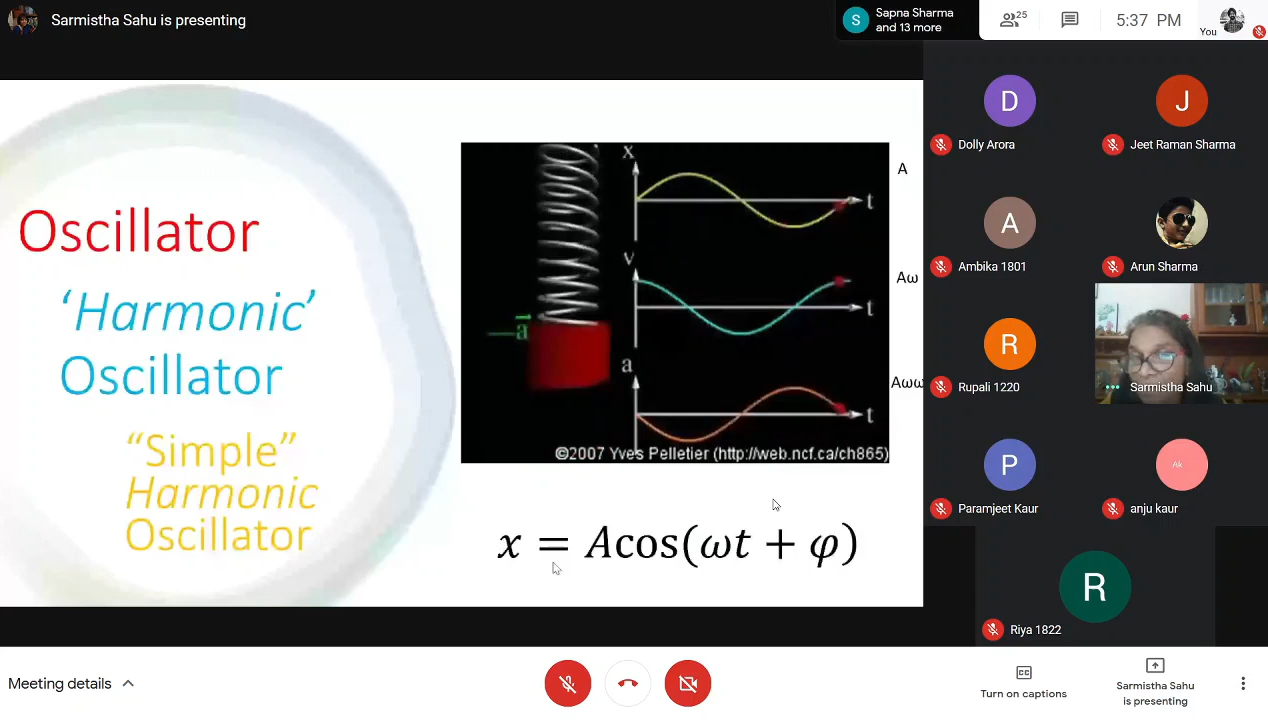 Sarmistha Sahu is presenting
S
Sapna Sharma
and 13 more
25
5:37 PM
You
Oscillator
‘Harmonic’
Oscillator
“Simple”
Harmonic
Oscillator
x
t
A
v
t
Aω
a
a
t
Aωω
©2007 Yves Pelletier (http://web.ncf.ca/ch865)
x = Acos(ωt + φ)
D
Dolly Arora
J
Jeet Raman Sharma
A
Ambika 1801
Arun Sharma
R
Rupali 1220
Sarmistha Sahu
P
Paramjeet Kaur
Ak
anju kaur
R
Riya 1822
Meeting details
CC
Turn on captions
Sarmistha Sahu
is presenting